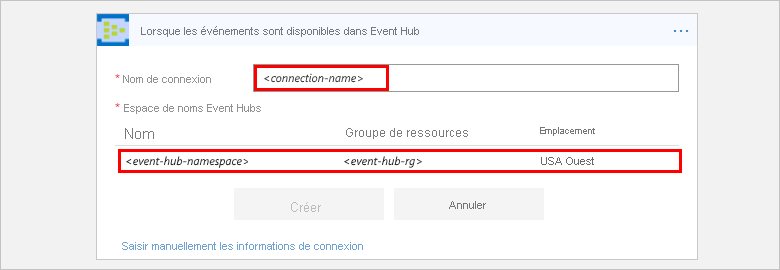 Lorsque les événements sont disponibles dans Event Hub
* Nom de connexion
<connection-name>
* Espace de noms Event Hubs
Nom Groupe de ressources Emplacement
<event-hub-namespace> <event-hub-rg> USA Ouest
Créer Annuler
Saisir manuellement les informations de connexion